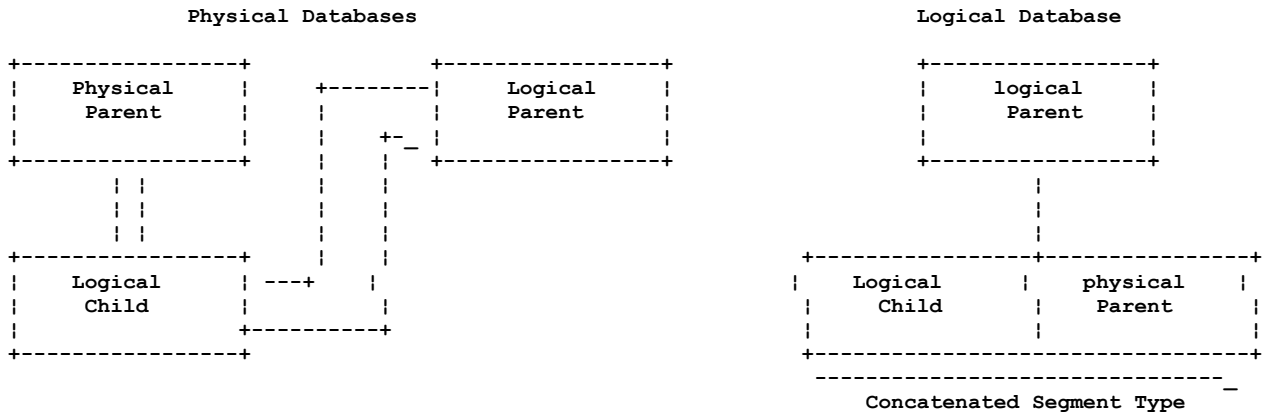 Physical Databases Logical Database
Physical Logical logical
Parent Parent Parent
Logical Logical physical
Child Child Parent
Concatenated Segment Type